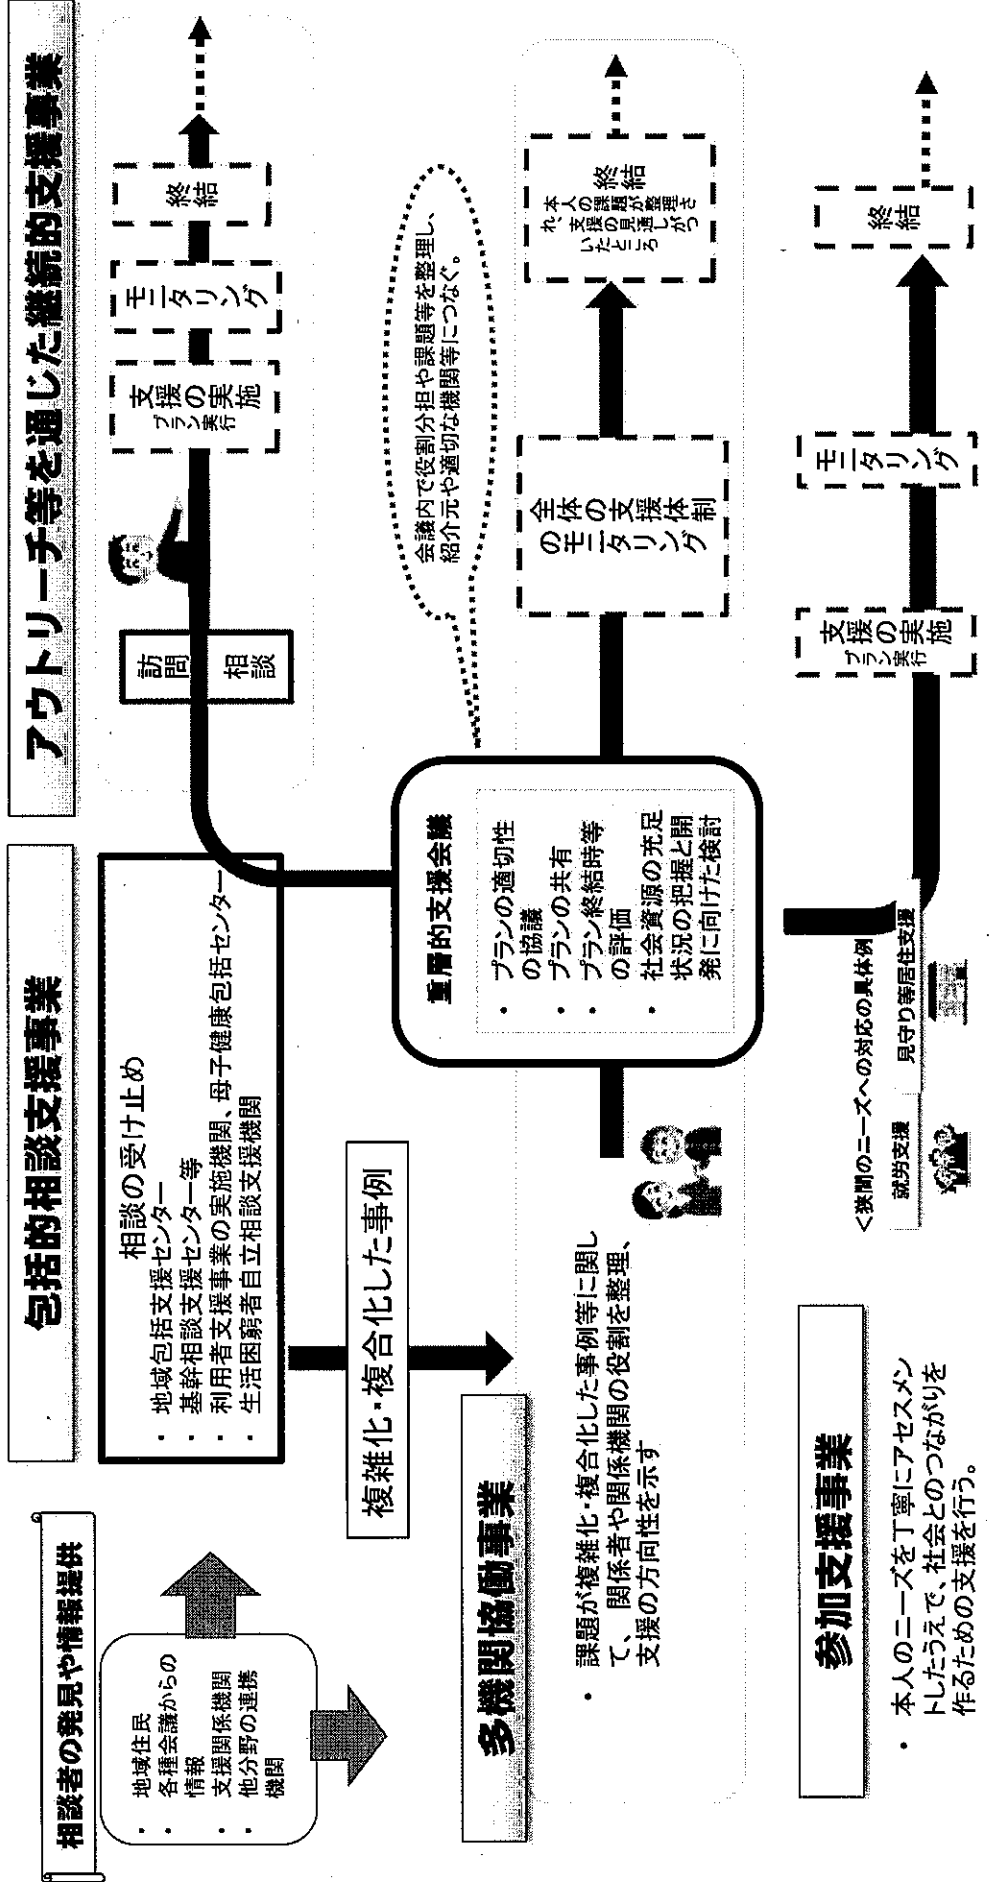 相談者の発見や情報提供
・ 地域住民
・ 各種会議からの
情報
・ 支援関係機関
・ 他分野の連携
機関
包括的相談支援事業
相談の受け止め
・ 地域包括支援センター
・ 基幹相談支援センター等
・ 利用者支援事業の実施機関、母子健康包括センター
・ 生活困窮者自立相談支援機関
複雑化・複合化した事例
アウトリーチ等を通じた継続的支援事業
訪問
相談
支援の実施
プラン実行
モニタリング
終結
多機関協働事業
・ 課題が複雑化・複合化した事例等に関し
て、関係者や関係機関の役割を整理、
支援の方向性を示す
重層的支援会議
・ プランの適切性
の協議
・ プランの共有
・ プラン終結時等
の評価
・ 社会資源の充足
状況の把握と開
発に向けた検討
会議内で役割分担や課題等を整理し、
紹介元や適切な機関等につなぐ。
全体の支援体制
のモニタリング
終結
本人の課題が整理さ
れ、支援の見通しがつ
いたところ
参加支援事業
・ 本人のニーズを丁寧にアセスメン
トしたうえで、社会とのつながりを
作るための支援を行う。
<狭間のニーズへの対応の具体例
就労支援
見守り等居住支援
支援の実施
プラン実行
モニタリング
終結